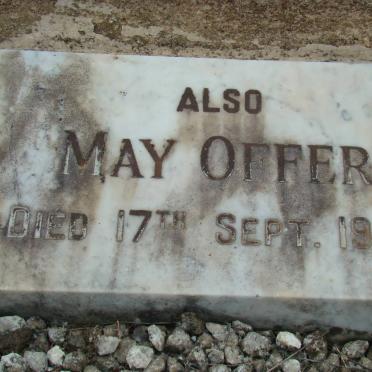 ALSO
MAY OFFER
DIED 17TH SEPT. 19